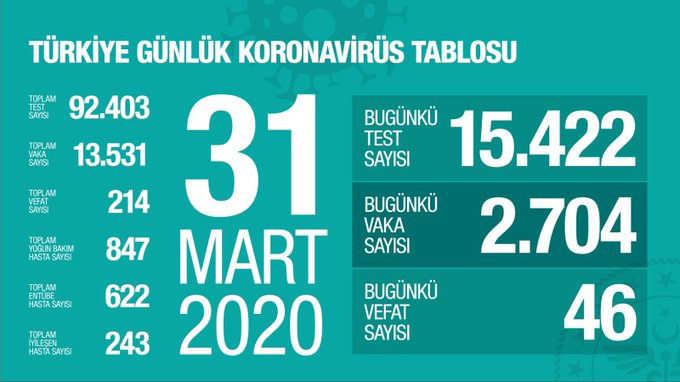 TÜRKİYE GÜNLÜK KORONAVİRÜS TABLOSU
TOPLAM
TEST
SAYISI
92.403
TOPLAM
VAKA
SAYISI
13.531
TOPLAM
VEFAT
SAYISI
214
TOPLAM
YOĞUN BAKIM
HASTA SAYISI
847
TOPLAM
ENTÜBE
HASTA SAYISI
622
TOPLAM
İYİLEŞEN
HASTA SAYISI
243
31
MART
2020
BUGÜNKÜ
TEST
SAYISI
15.422
BUGÜNKÜ
VAKA
SAYISI
2.704
BUGÜNKÜ
VEFAT
SAYISI
46